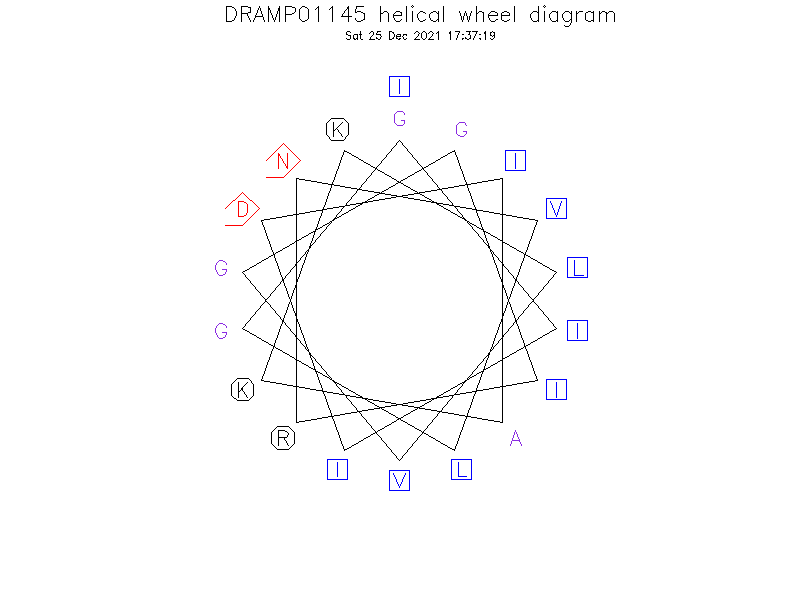 DRAMP01145 helical wheel diagram
Sat 25 Dec 2021 17:37:19
I
K G G
N I
D V
G L
G I
K I
R A
I V L